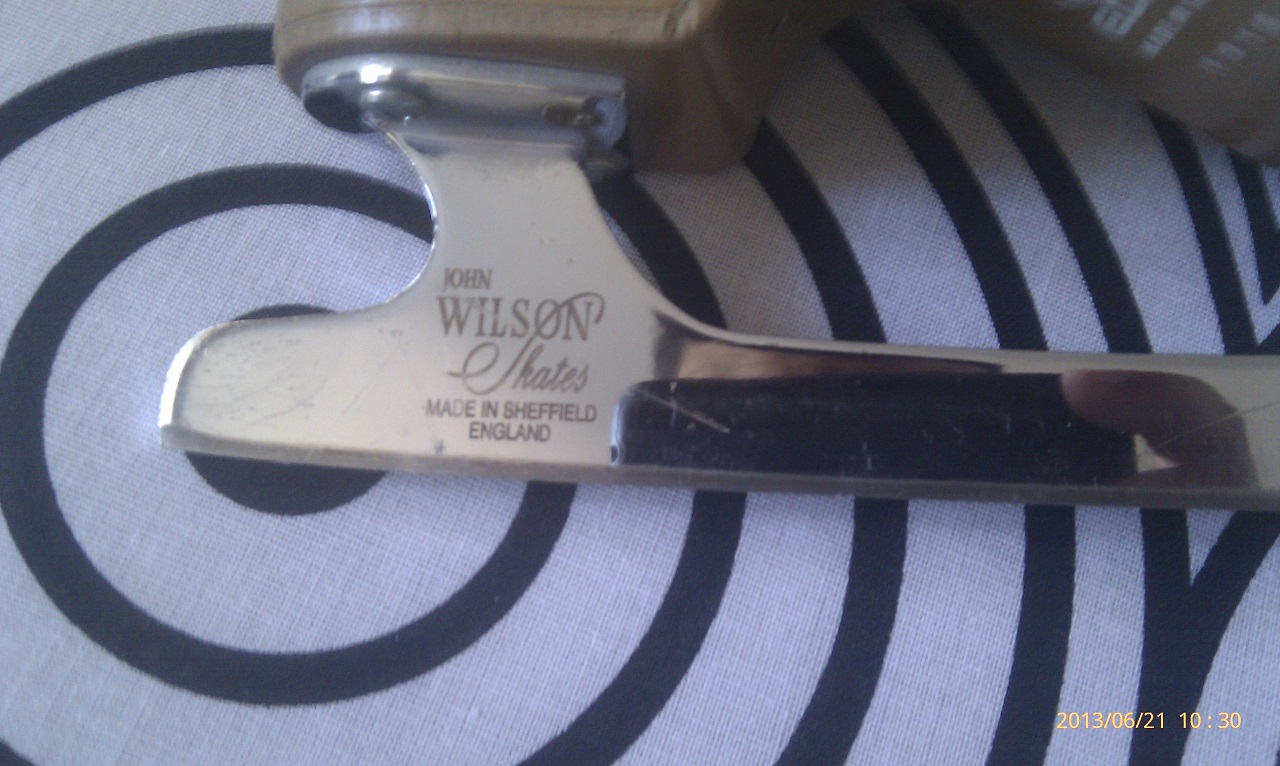 JOHN
WILSON
Skates
MADE IN SHEFFIELD
ENGLAND
2013/06/21 10:30